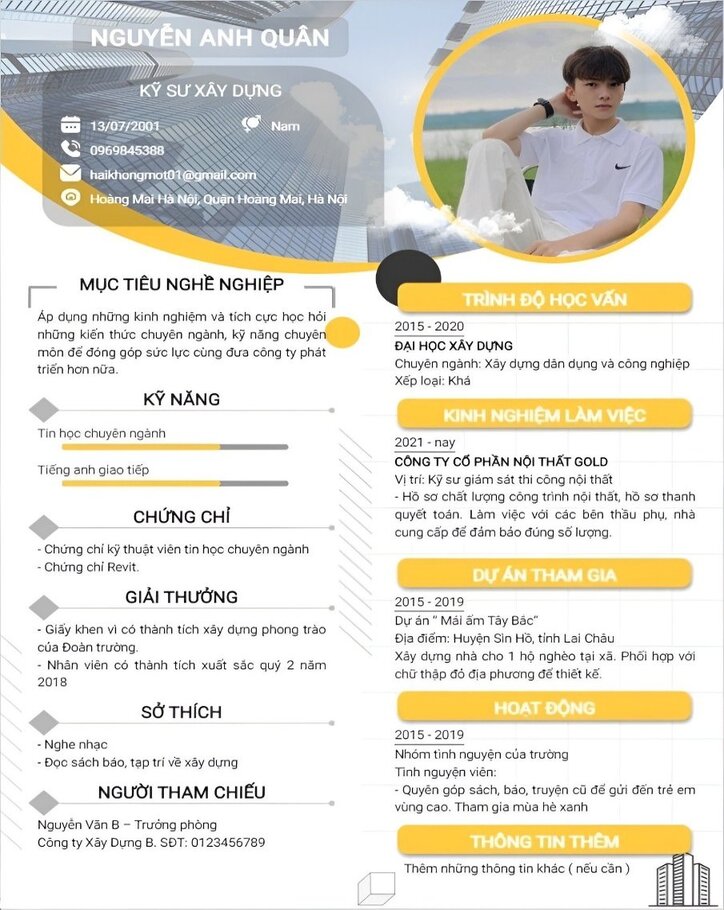 NGUYỄN ANH QUÂN
KỸ SƯ XÂY DỰNG
13/07/2001
Nam
0969845388
haikhongmot01@gmail.com
Hoàng Mai Hà Nội, Quận Hoàng Mai, Hà Nội
MỤC TIÊU NGHỀ NGHIỆP
Áp dụng những kinh nghiệm và tích cực học hỏi
những kiến thức chuyên ngành, kỹ năng chuyên
môn để đóng góp sức lực cùng đưa công ty phát
triển hơn nữa.
KỸ NĂNG
Tin học chuyên ngành
Tiếng anh giao tiếp
CHỨNG CHỈ
- Chứng chỉ kỹ thuật viên tin học chuyên ngành
- Chứng chỉ Revit.
GIẢI THƯỞNG
- Giấy khen vì có thành tích xây dựng phong trào
của Đoàn trường.
- Nhân viên có thành tích xuất sắc quý 2 năm
2018
SỞ THÍCH
- Nghe nhạc
- Đọc sách báo, tạp trí về xây dựng
NGƯỜI THAM CHIẾU
Nguyễn Văn B – Trưởng phòng
Công ty Xây Dựng B. SĐT: 0123456789
TRÌNH ĐỘ HỌC VẤN
2015 - 2020
ĐẠI HỌC XÂY DỰNG
Chuyên ngành: Xây dựng dân dụng và công nghiệp
Xếp loại: Khá
KINH NGHIỆM LÀM VIỆC
2021 - nay
CÔNG TY CỔ PHẦN NỘI THẤT GOLD
Vị trí: Kỹ sư giám sát thi công nội thất
- Hồ sơ chất lượng công trình nội thất, hồ sơ thanh
quyết toán. Làm việc với các bên thầu phụ, nhà
cung cấp để đảm bảo đúng số lượng.
DỰ ÁN THAM GIA
2015 - 2019
Dự án “ Mái ấm Tây Bắc“
Địa điểm: Huyện Sìn Hồ, tỉnh Lai Châu
Xây dựng nhà cho 1 hộ nghèo tại xã. Phối hợp với
chữ thập đỏ địa phương để thiết kế.
HOẠT ĐỘNG
2015 - 2019
Nhóm tình nguyện của trường
Tình nguyện viên:
- Quyên góp sách, báo, truyện cũ để gửi đến trẻ em
vùng cao. Tham gia mùa hè xanh
THÔNG TIN THÊM
Thêm những thông tin khác ( nếu cần )